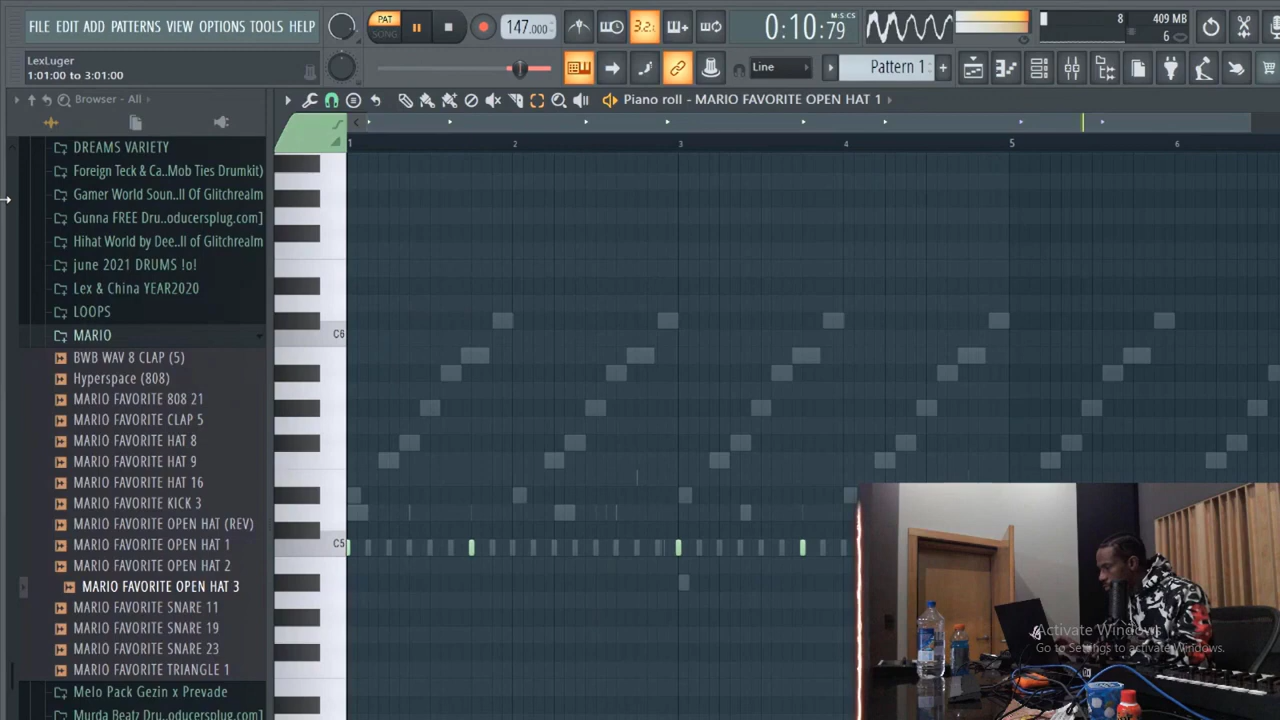 FILE EDIT ADD PATTERNS VIEW OPTIONS TOOLS HELP
PAT
SONG
147.000
3.2.
0:10:79
M:S:CS
8
409 MB
6
LexLuger
1:01:00 to 3:01:00
Line
Pattern 1
Browser - All
Piano roll - MARIO FAVORITE OPEN HAT 1
1 2 3 4 5 6
DREAMS VARIETY
Foreign Teck & Ca..Mob Ties Drumkit)
Gamer World Soun..ll Of Glitchrealm
Gunna FREE Dru..oducersplug.com]
Hihat World by Dee..ll of Glitchrealm
june 2021 DRUMS !o!
Lex & China YEAR2020
LOOPS
MARIO
BWB WAV 8 CLAP (5)
Hyperspace (808)
MARIO FAVORITE 808 21
MARIO FAVORITE CLAP 5
MARIO FAVORITE HAT 8
MARIO FAVORITE HAT 9
MARIO FAVORITE HAT 16
MARIO FAVORITE KICK 3
MARIO FAVORITE OPEN HAT (REV)
MARIO FAVORITE OPEN HAT 1
MARIO FAVORITE OPEN HAT 2
MARIO FAVORITE OPEN HAT 3
MARIO FAVORITE SNARE 11
MARIO FAVORITE SNARE 19
MARIO FAVORITE SNARE 23
MARIO FAVORITE TRIANGLE 1
Melo Pack Gezin x Prevade
C6
C5
Activate Windows
Go to Settings to activate Windows.